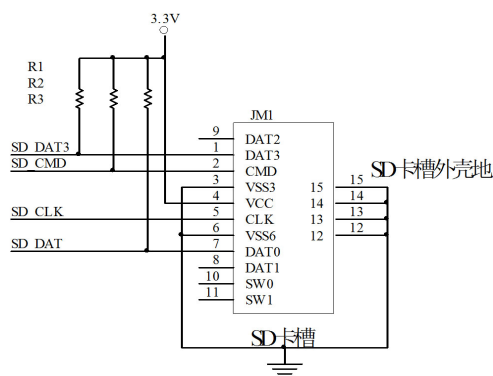 3.3V
R1
R2
R3
JM1
9 DAT2
SD_DAT3 1 DAT3
SD_CMD 2 CMD
SD卡槽外壳地
3 VSS3 15 15
4 VCC 14 14
SD_CLK 5 CLK 13 13
6 VSS6 12 12
SD_DAT 7 DAT0
8 DAT1
10 SW0
11 SW1
SD卡槽